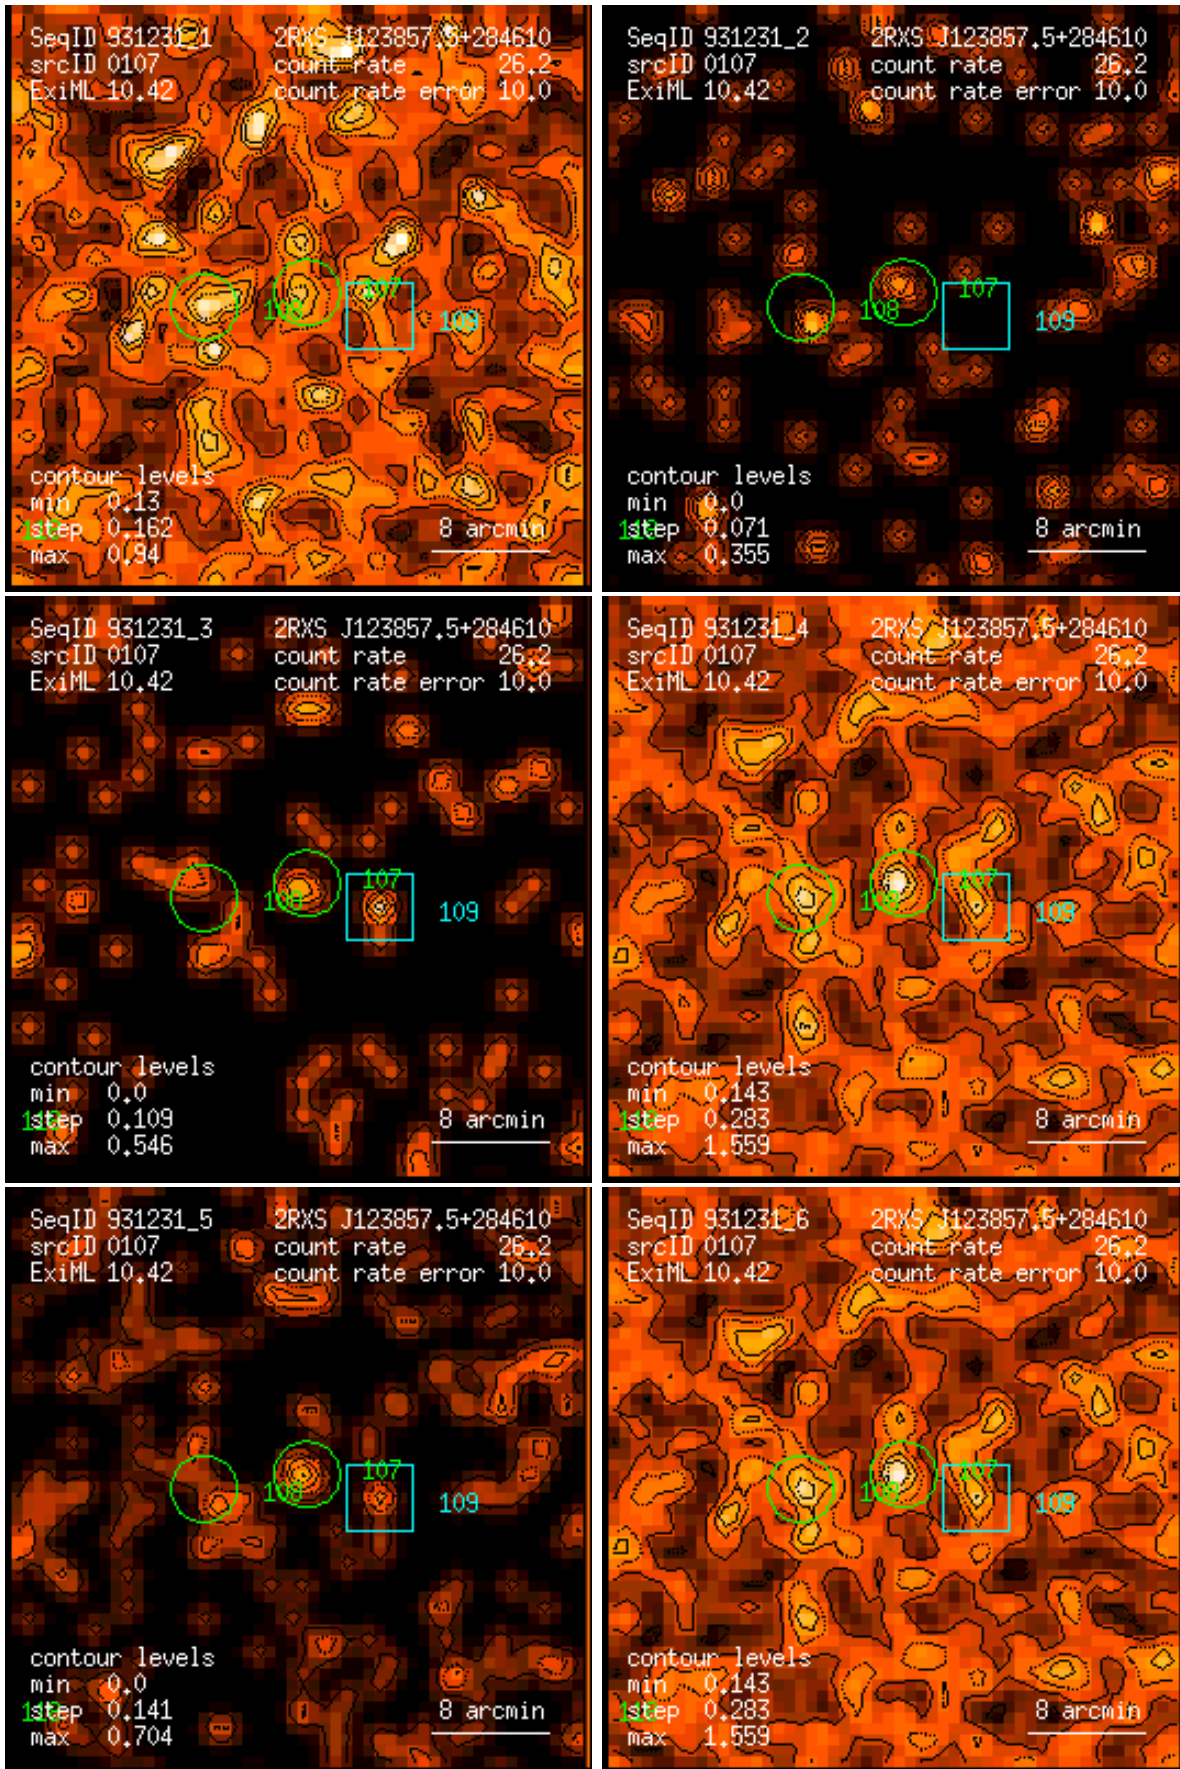 SeqID 931231_1 2RXS J123857.5+284610
srcID 0107 count rate 26.2
ExiML 10.42 count rate error 10.0
107
108
109
contour levels
min 0.13
step 0.162
max 0.94
8 arcmin
SeqID 931231_2 2RXS J123857.5+284610
srcID 0107 count rate 26.2
ExiML 10.42 count rate error 10.0
107
108
109
contour levels
min 0.0
step 0.071
max 0.355
8 arcmin
SeqID 931231_3 2RXS J123857.5+284610
srcID 0107 count rate 26.2
ExiML 10.42 count rate error 10.0
107
108
109
contour levels
min 0.0
step 0.109
max 0.546
8 arcmin
SeqID 931231_4 2RXS J123857.5+284610
srcID 0107 count rate 26.2
ExiML 10.42 count rate error 10.0
107
108
109
contour levels
min 0.143
step 0.283
max 1.559
8 arcmin
SeqID 931231_5 2RXS J123857.5+284610
srcID 0107 count rate 26.2
ExiML 10.42 count rate error 10.0
107
108
109
contour levels
min 0.0
step 0.141
max 0.704
8 arcmin
SeqID 931231_6 2RXS J123857.5+284610
srcID 0107 count rate 26.2
ExiML 10.42 count rate error 10.0
107
108
109
contour levels
min 0.143
step 0.283
max 1.559
8 arcmin